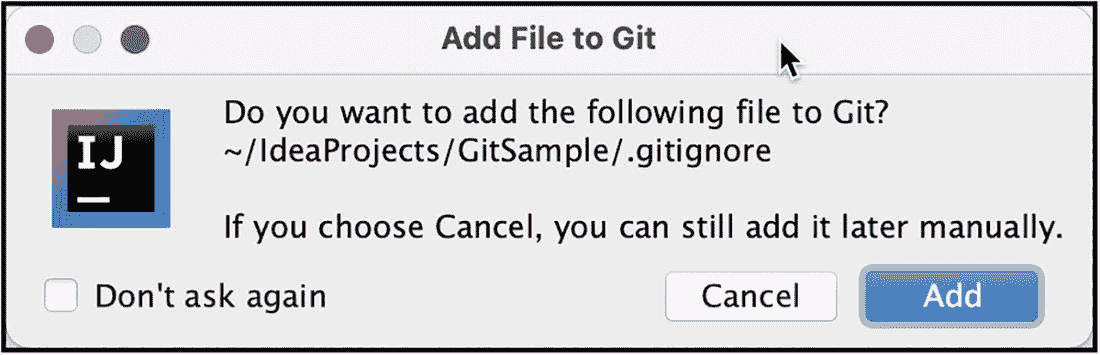 Add File to Git
IJ
Do you want to add the following file to Git?
~/IdeaProjects/GitSample/.gitignore
If you choose Cancel, you can still add it later manually.
Don't ask again
Cancel
Add